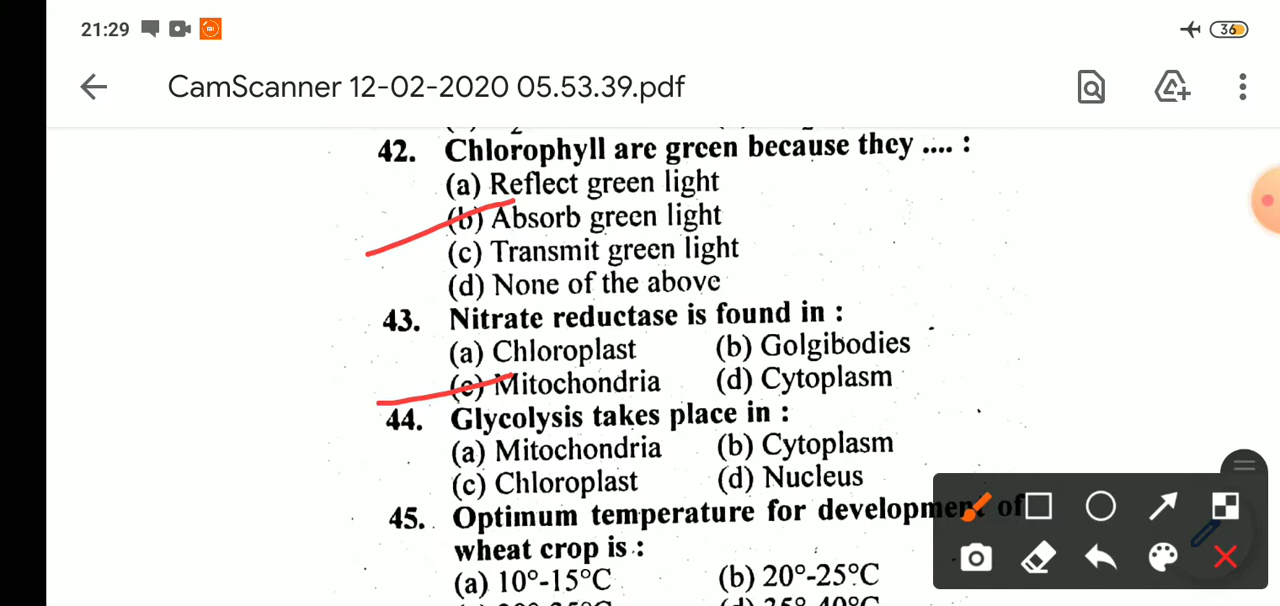 21:29
36
CamScanner 12-02-2020 05.53.39.pdf
42. Chlorophyll are green because they .... :
(a) Reflect green light
(b) Absorb green light
(c) Transmit green light
(d) None of the above
43. Nitrate reductase is found in :
(a) Chloroplast (b) Golgibodies
(c) Mitochondria (d) Cytoplasm
44. Glycolysis takes place in :
(a) Mitochondria (b) Cytoplasm
(c) Chloroplast (d) Nucleus
45. Optimum temperature for development of
wheat crop is :
(a) 10°-15°C (b) 20°-25°C